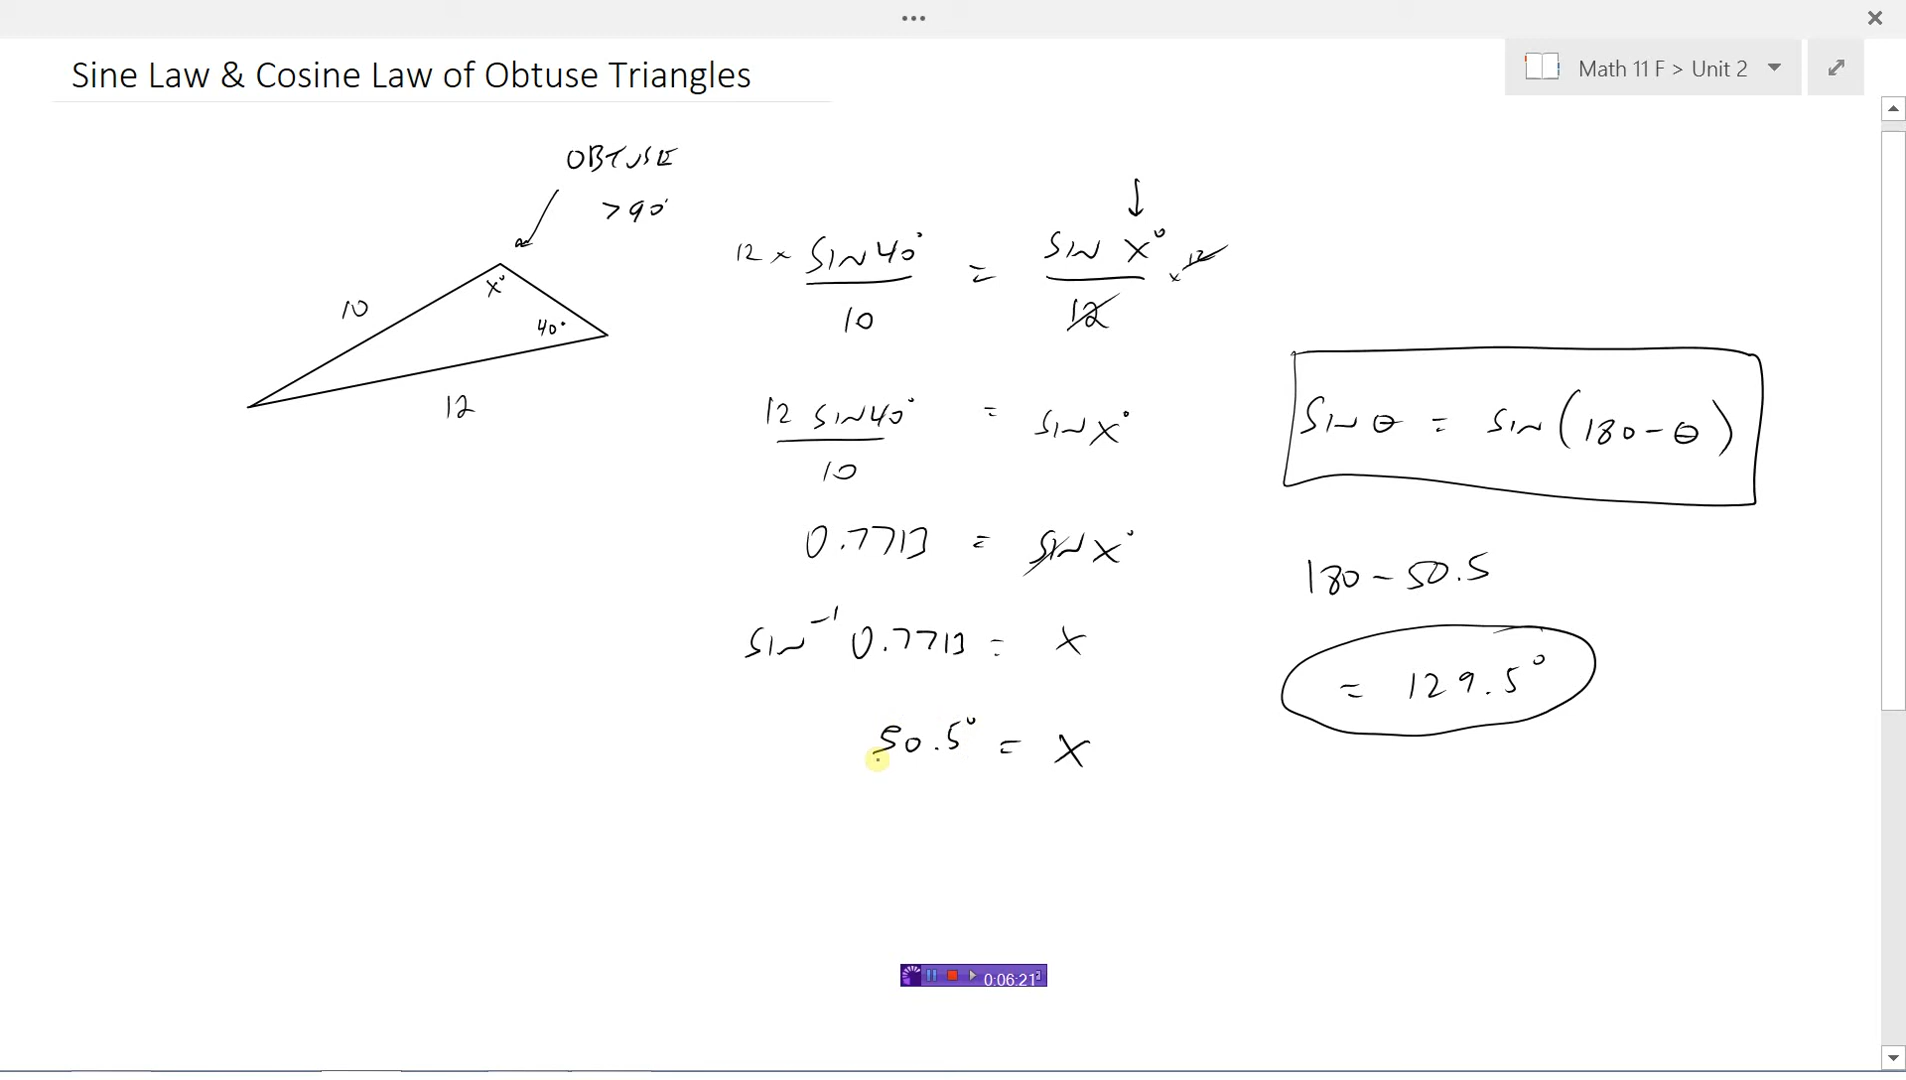 •••
Sine Law & Cosine Law of Obtuse Triangles
Math 11 F > Unit 2
OBTUSE
>90°
x°
40°
10
12
12 × SIN 40° / 10 = SIN X° / 12 × 12
12 SIN 40° / 10 = SIN X°
0.7713 = SIN X°
SIN⁻¹ 0.7713 = X
50.5° = X
SIN θ = SIN (180 - θ)
180 - 50.5
= 129.5°
0:06:21